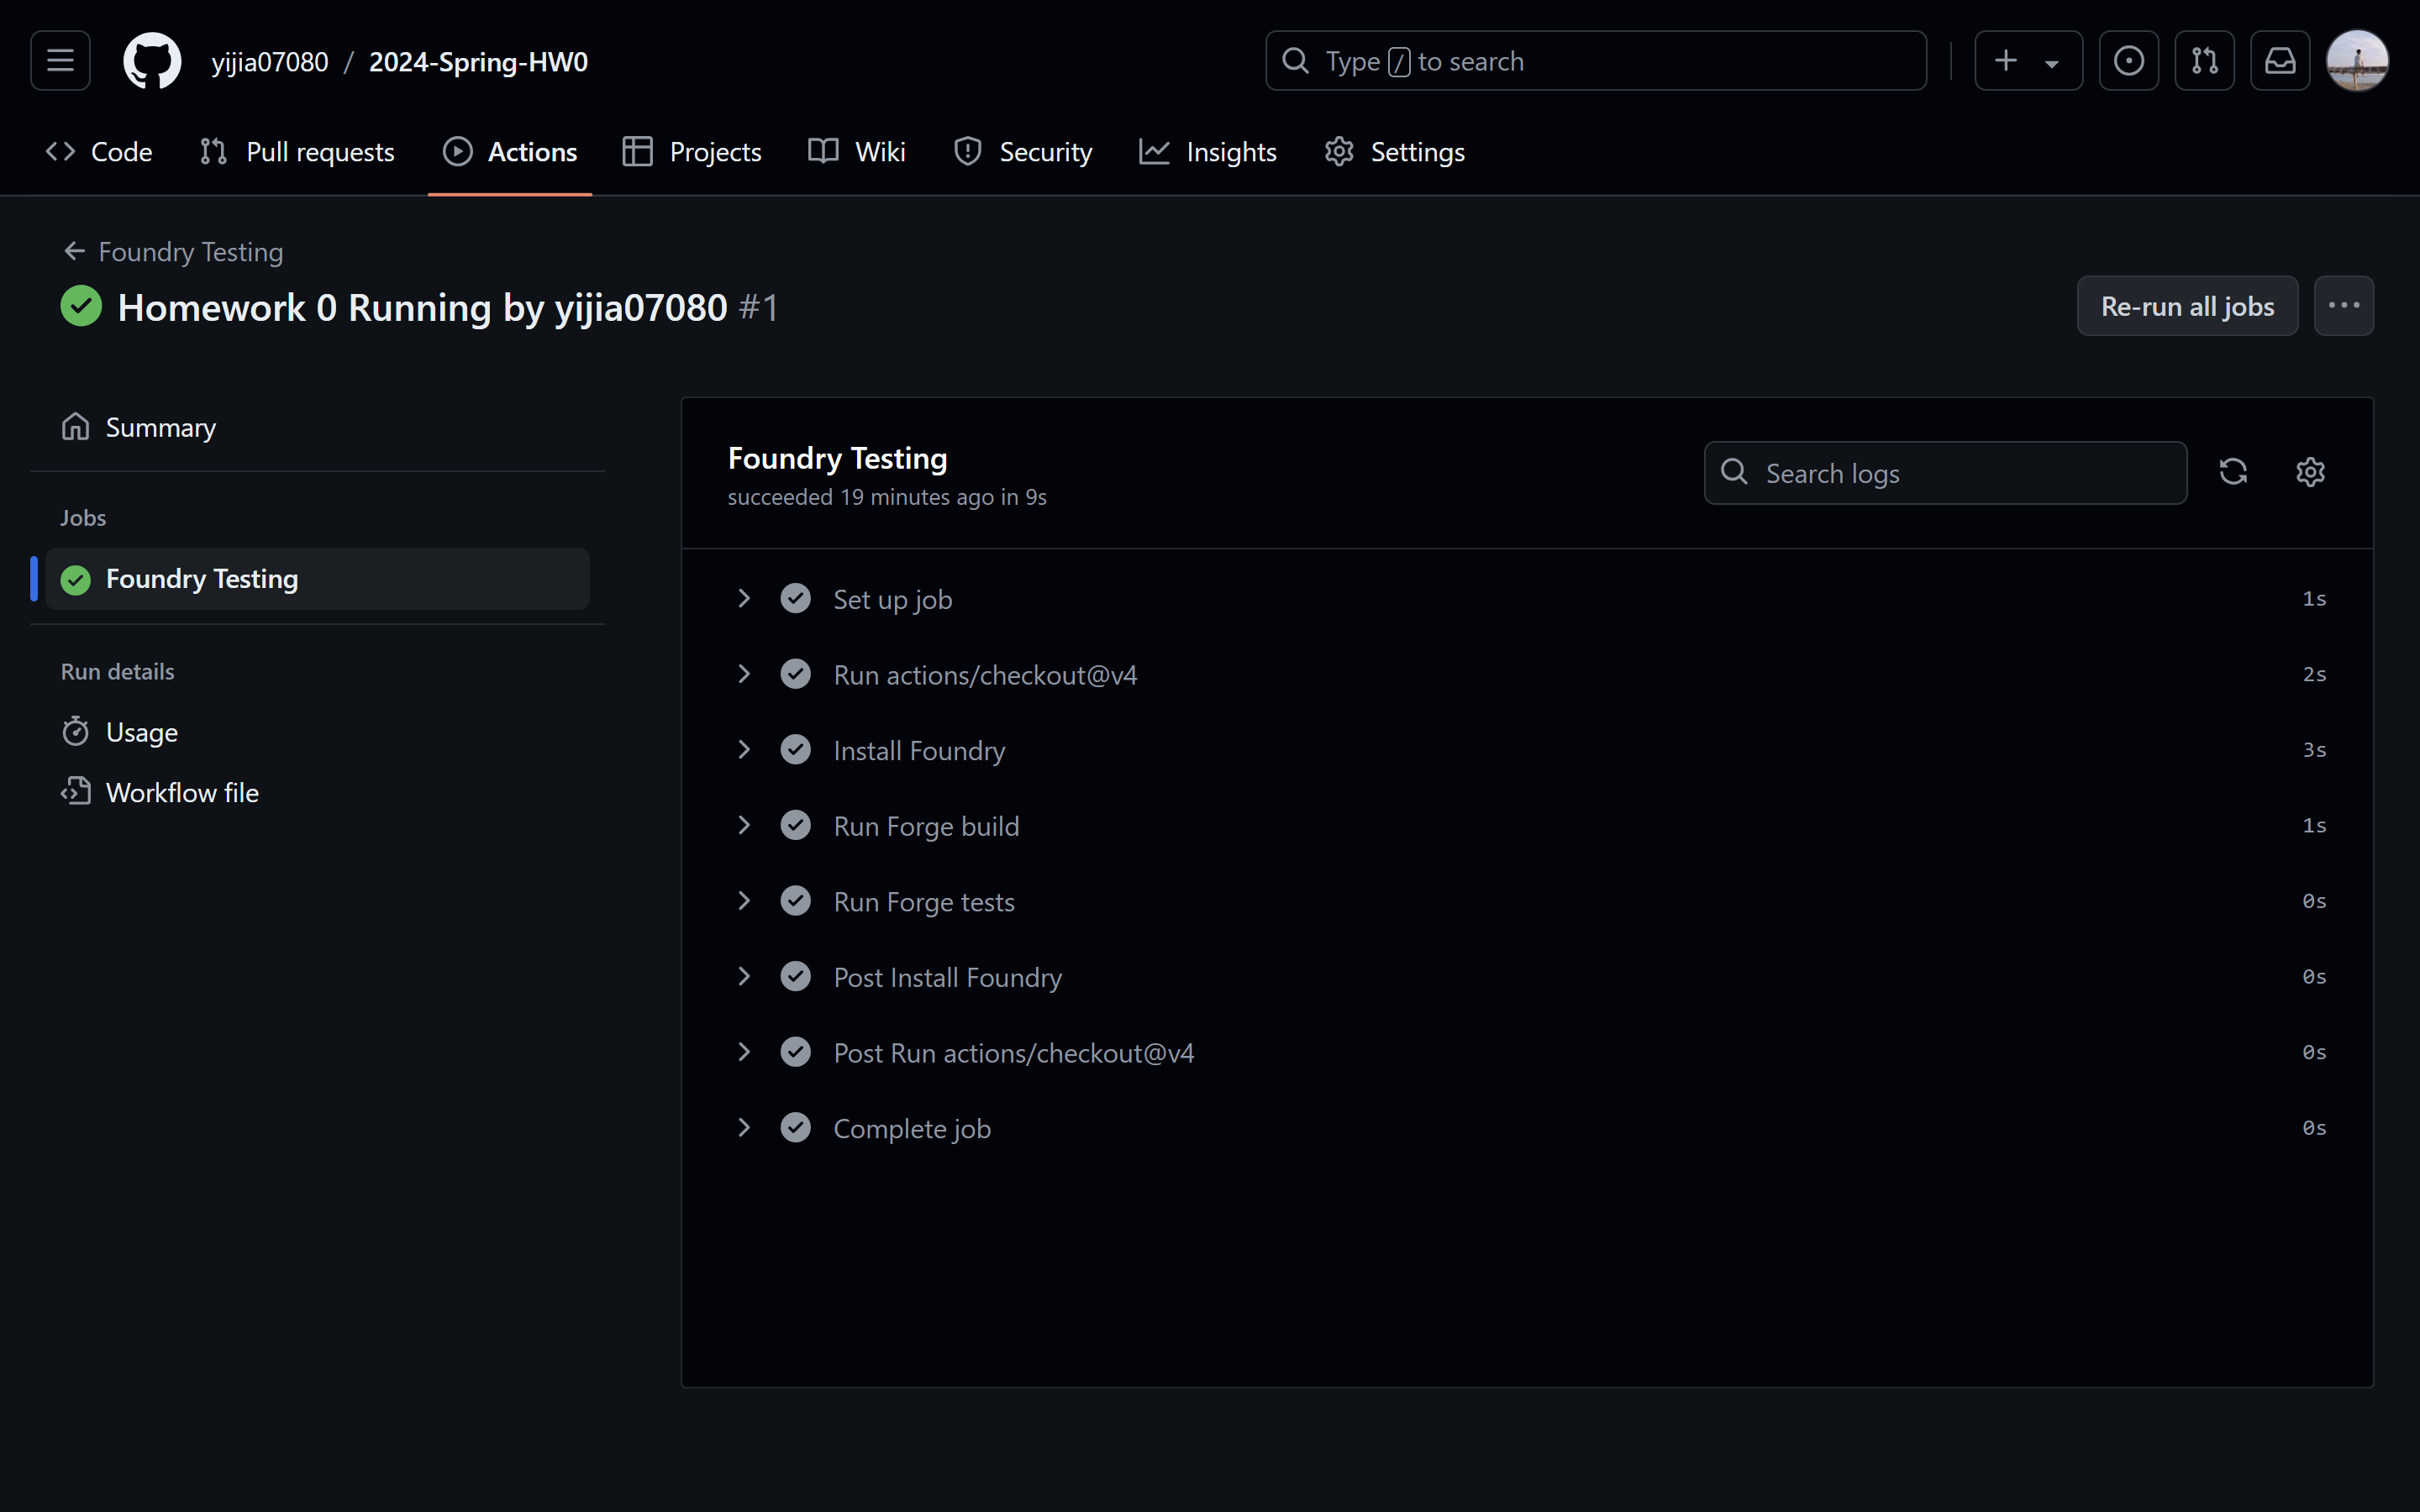 yijia07080 / 2024-Spring-HW0
Type / to search
Code Pull requests Actions Projects Wiki Security Insights Settings
Foundry Testing
Homework 0 Running by yijia07080 #1
Re-run all jobs
Summary
Jobs
Foundry Testing
Run details
Usage
Workflow file
Foundry Testing
succeeded 19 minutes ago in 9s
Search logs
Set up job 1s
Run actions/checkout@v4 2s
Install Foundry 3s
Run Forge build 1s
Run Forge tests 0s
Post Install Foundry 0s
Post Run actions/checkout@v4 0s
Complete job 0s